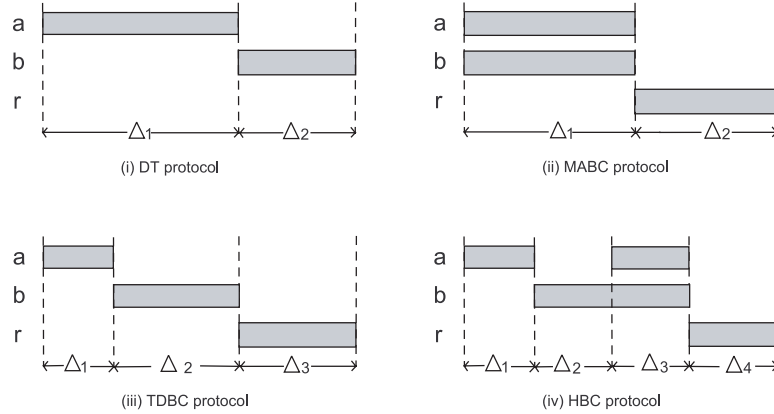 a
b
r
Δ1 Δ2
(i) DT protocol
Δ1 Δ2
(ii) MABC protocol
a
b
r
Δ1 Δ2 Δ3
(iii) TDBC protocol
a
b
r
Δ1 Δ2 Δ3 Δ4
(iv) HBC protocol